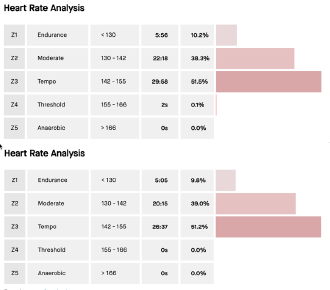 Heart Rate Analysis
Z1 Endurance < 130 5:56 10.2%
Z2 Moderate 130 - 142 22:18 38.3%
Z3 Tempo 142 - 155 29:58 51.5%
Z4 Threshold 155 - 166 2s 0.1%
Z5 Anaerobic > 166 0s 0.0%
Heart Rate Analysis
Z1 Endurance < 130 5:05 9.8%
Z2 Moderate 130 - 142 20:15 39.0%
Z3 Tempo 142 - 155 26:37 51.2%
Z4 Threshold 155 - 166 0s 0.0%
Z5 Anaerobic > 166 0s 0.0%